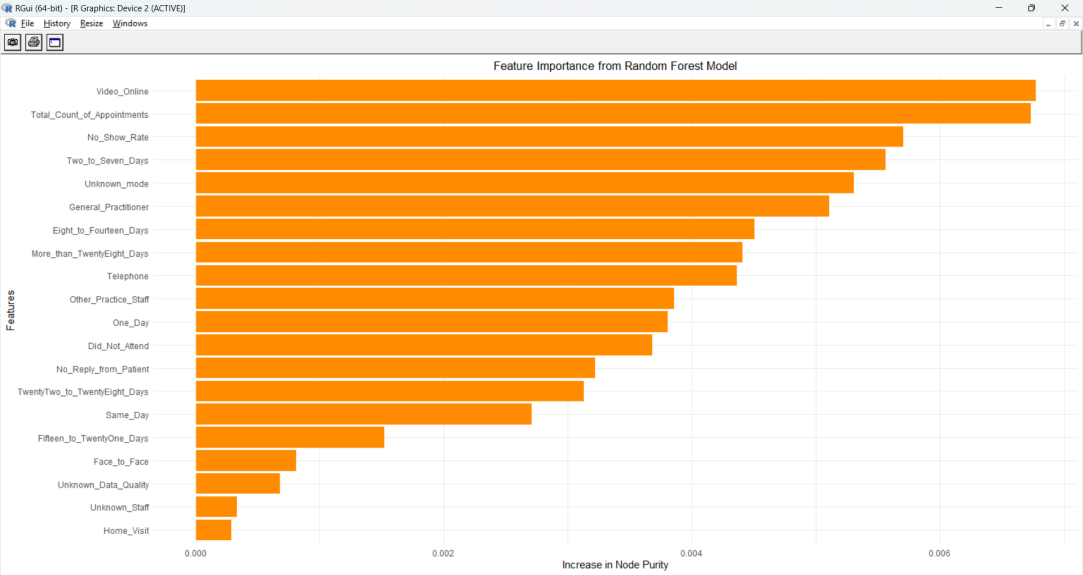 RGui (64-bit) - [R Graphics: Device 2 (ACTIVE)]
File History Resize Windows
Feature Importance from Random Forest Model
Video_Online
Total_Count_of_Appointments
No_Show_Rate
Two_to_Seven_Days
Unknown_mode
General_Practitioner
Eight_to_Fourteen_Days
More_than_TwentyEight_Days
Telephone
Other_Practice_Staff
One_Day
Did_Not_Attend
No_Reply_from_Patient
TwentyTwo_to_TwentyEight_Days
Same_Day
Fifteen_to_TwentyOne_Days
Face_to_Face
Unknown_Data_Quality
Unknown_Staff
Home_Visit
Features
0.000 0.002 0.004 0.006
Increase in Node Purity